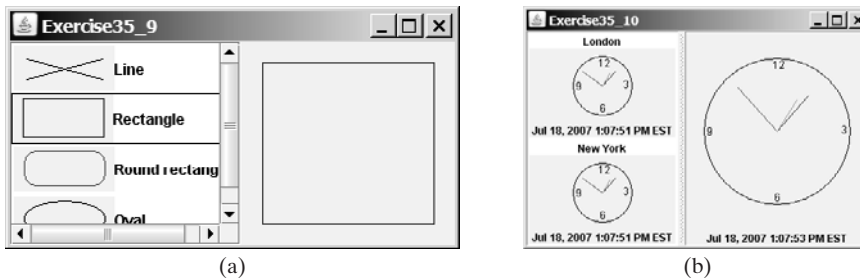 Exercise35_9
Line
Rectangle
Round rectang
Oval
(a)
Exercise35_10
London
12
9
3
6
Jul 18, 2007 1:07:51 PM EST
New York
12
9
3
6
Jul 18, 2007 1:07:51 PM EST
12
9
3
6
Jul 18, 2007 1:07:53 PM EST
(b)